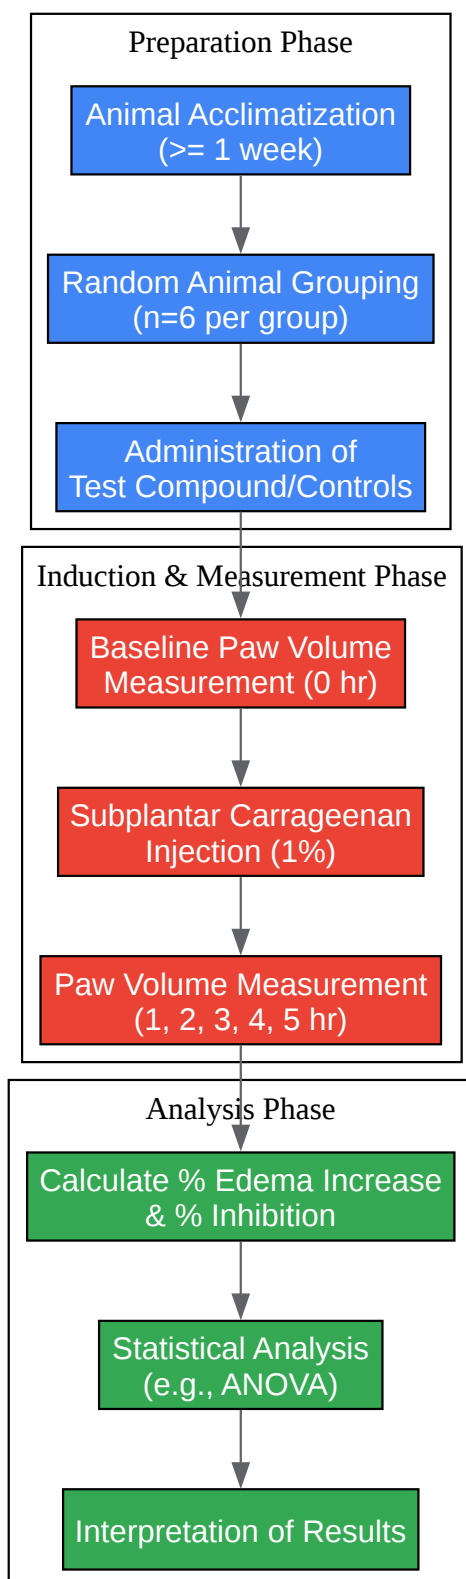 Preparation Phase
Animal Acclimatization
(>= 1 week)
Random Animal Grouping
(n=6 per group)
Administration of
Test Compound/Controls
Induction & Measurement Phase
Baseline Paw Volume
Measurement (0 hr)
Subplantar Carrageenan
Injection (1%)
Paw Volume Measurement
(1, 2, 3, 4, 5 hr)
Analysis Phase
Calculate % Edema Increase
& % Inhibition
Statistical Analysis
(e.g., ANOVA)
Interpretation of Results